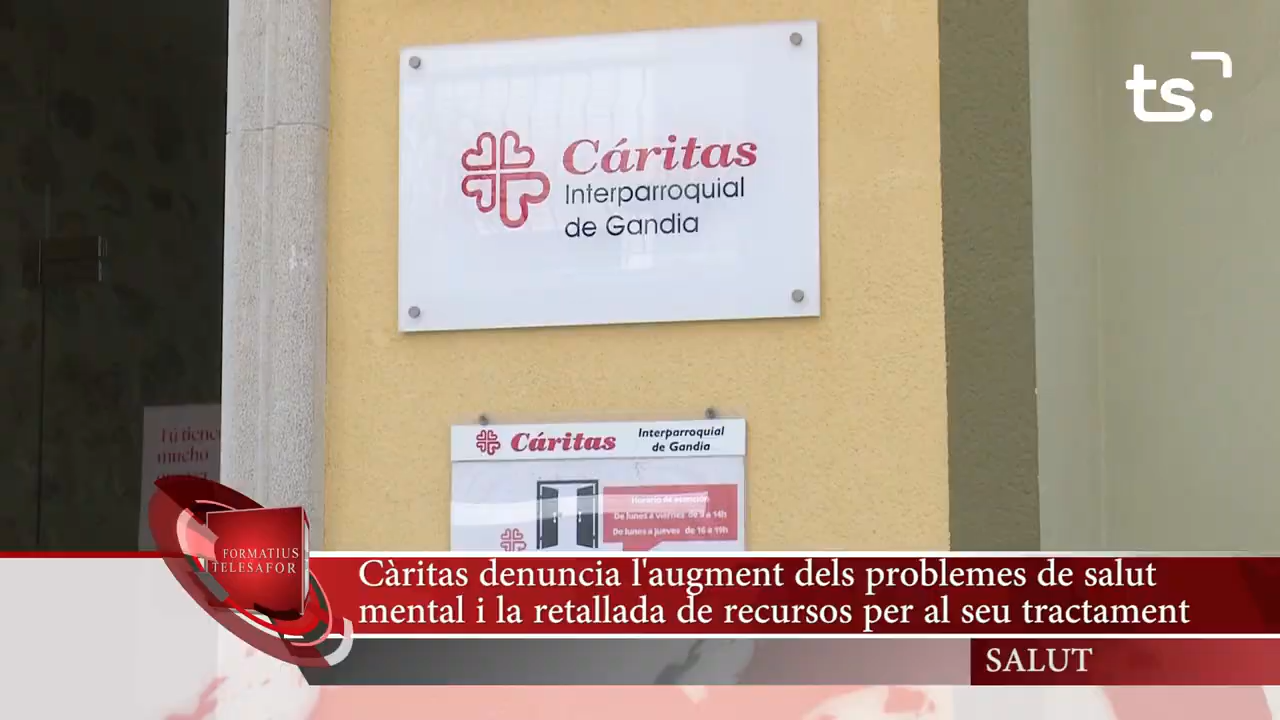 ts.
Cáritas
Interparroquial
de Gandia
Cáritas
Interparroquial
de Gandia
Horario de atención
De lunes a viernes de 9 a 14h
De lunes a jueves de 16 a 19h
Tú tiene
mucho
FORMATIUS
TELESAFOR
Càritas denuncia l'augment dels problemes de salut
mental i la retallada de recursos per al seu tractament
SALUT